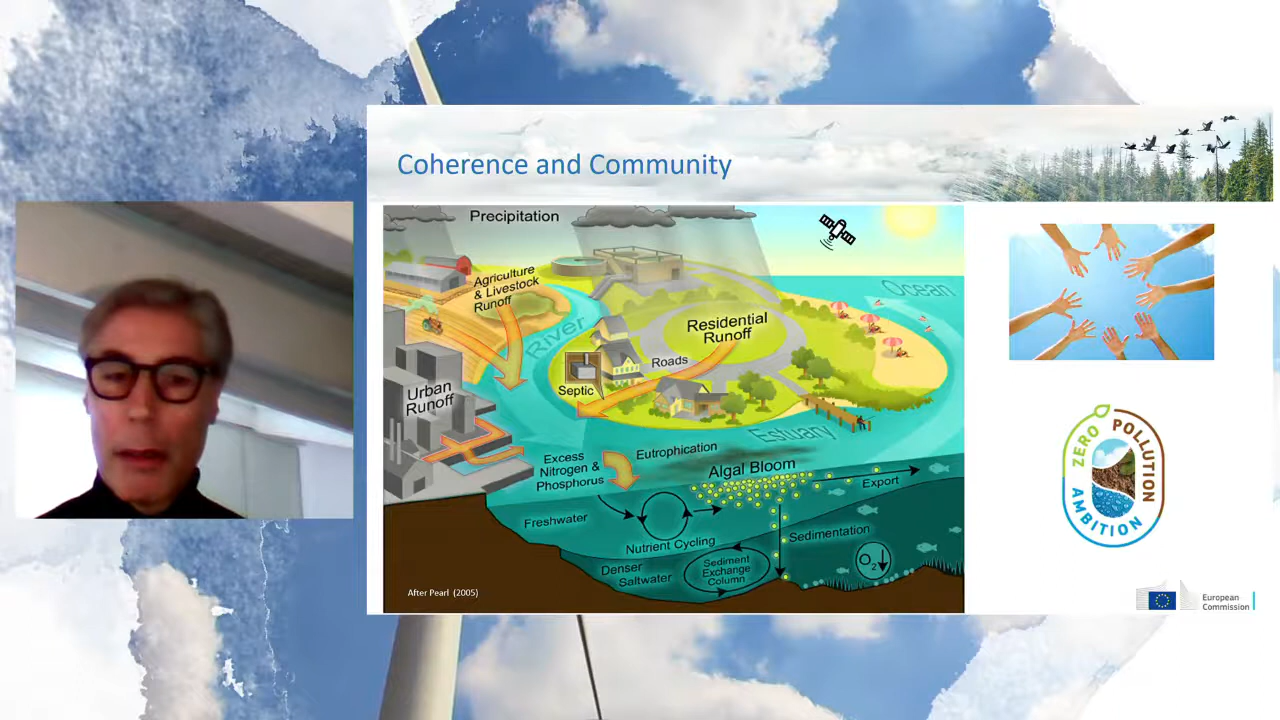 Coherence and Community
Precipitation
Agriculture
& Livestock
Runoff
River
Ocean
Residential
Runoff
Roads
Septic
Urban
Runoff
Estuary
Excess
Nitrogen &
Phosphorus
Eutrophication
Algal Bloom
Export
Freshwater
Nutrient Cycling
Sedimentation
Denser
Saltwater
Sediment
Exchange
Column
O₂
After Pearl (2005)
ZERO POLLUTION
AMBITION
European
Commission